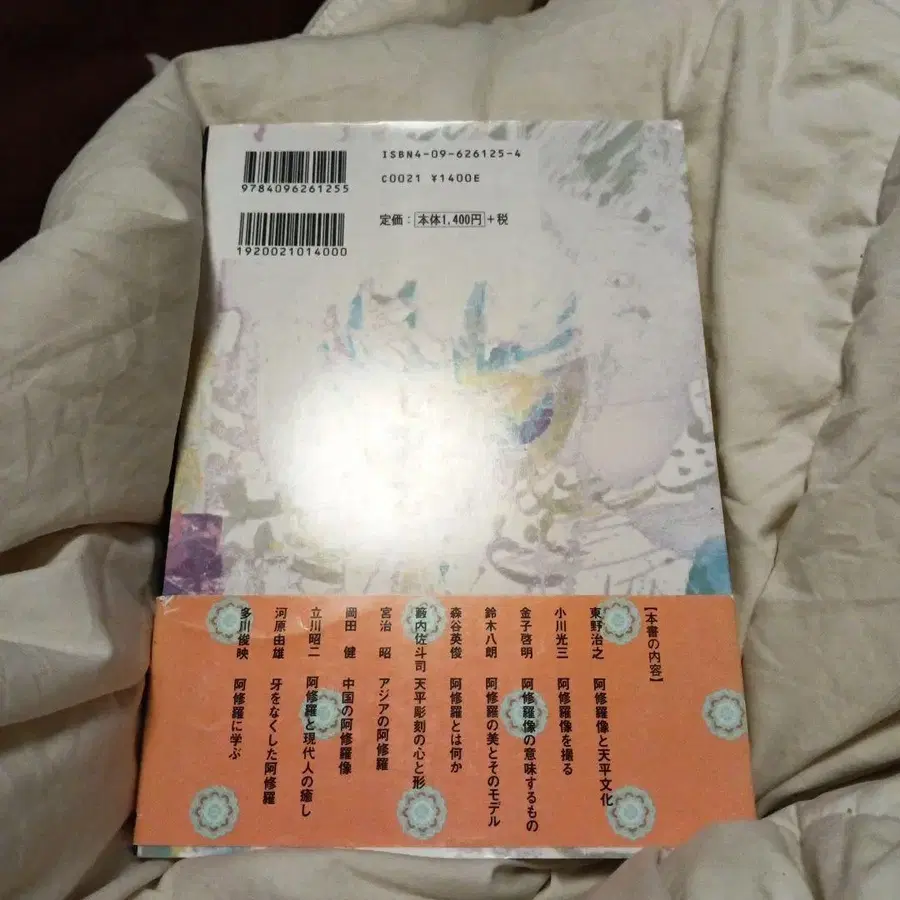 ISBN4-09-626125-4
9784096261255
C0021 ¥1400E
定価：本体1,400円+税
1920021014000
【本書の内容】
東野治之 阿修羅像と天平文化
小川光三 阿修羅像を撮る
金子啓明 阿修羅像の意味するもの
鈴木八朗 阿修羅の美とそのモデル
森谷英俊 阿修羅とは何か
籔内佐斗司 天平彫刻の心と形
宮治 昭 アジアの阿修羅
岡田 健 中国の阿修羅像
立川昭二 阿修羅と現代人の癒し
河原由雄 牙をなくした阿修羅
多川俊映 阿修羅に学ぶ